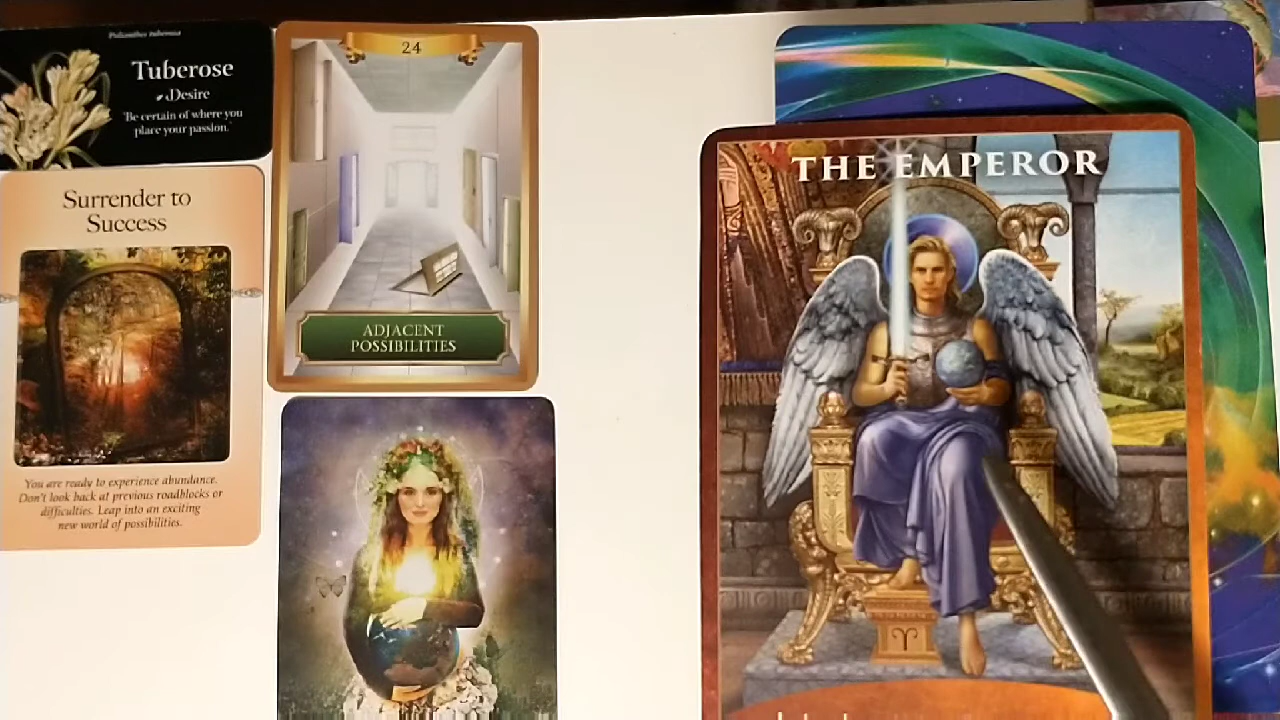 Polianthes tuberosa
Tuberose
Desire
"Be certain of where you
place your passion."
Surrender to
Success
You are ready to experience abundance.
Don't look back at previous roadblocks or
difficulties. Leap into an exciting
new world of possibilities.
24
ADJACENT
POSSIBILITIES
THE EMPEROR